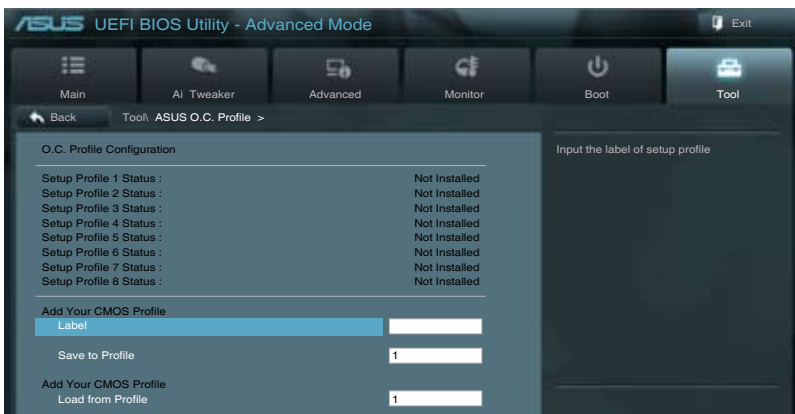 ASUS UEFI BIOS Utility - Advanced Mode
Exit
Main
Ai Tweaker
Advanced
Monitor
Boot
Tool
Back
Tool\ ASUS O.C. Profile >
O.C. Profile Configuration
Input the label of setup profile
Setup Profile 1 Status : Not Installed
Setup Profile 2 Status : Not Installed
Setup Profile 3 Status : Not Installed
Setup Profile 4 Status : Not Installed
Setup Profile 5 Status : Not Installed
Setup Profile 6 Status : Not Installed
Setup Profile 7 Status : Not Installed
Setup Profile 8 Status : Not Installed
Add Your CMOS Profile
Label
Save to Profile 1
Add Your CMOS Profile
Load from Profile 1